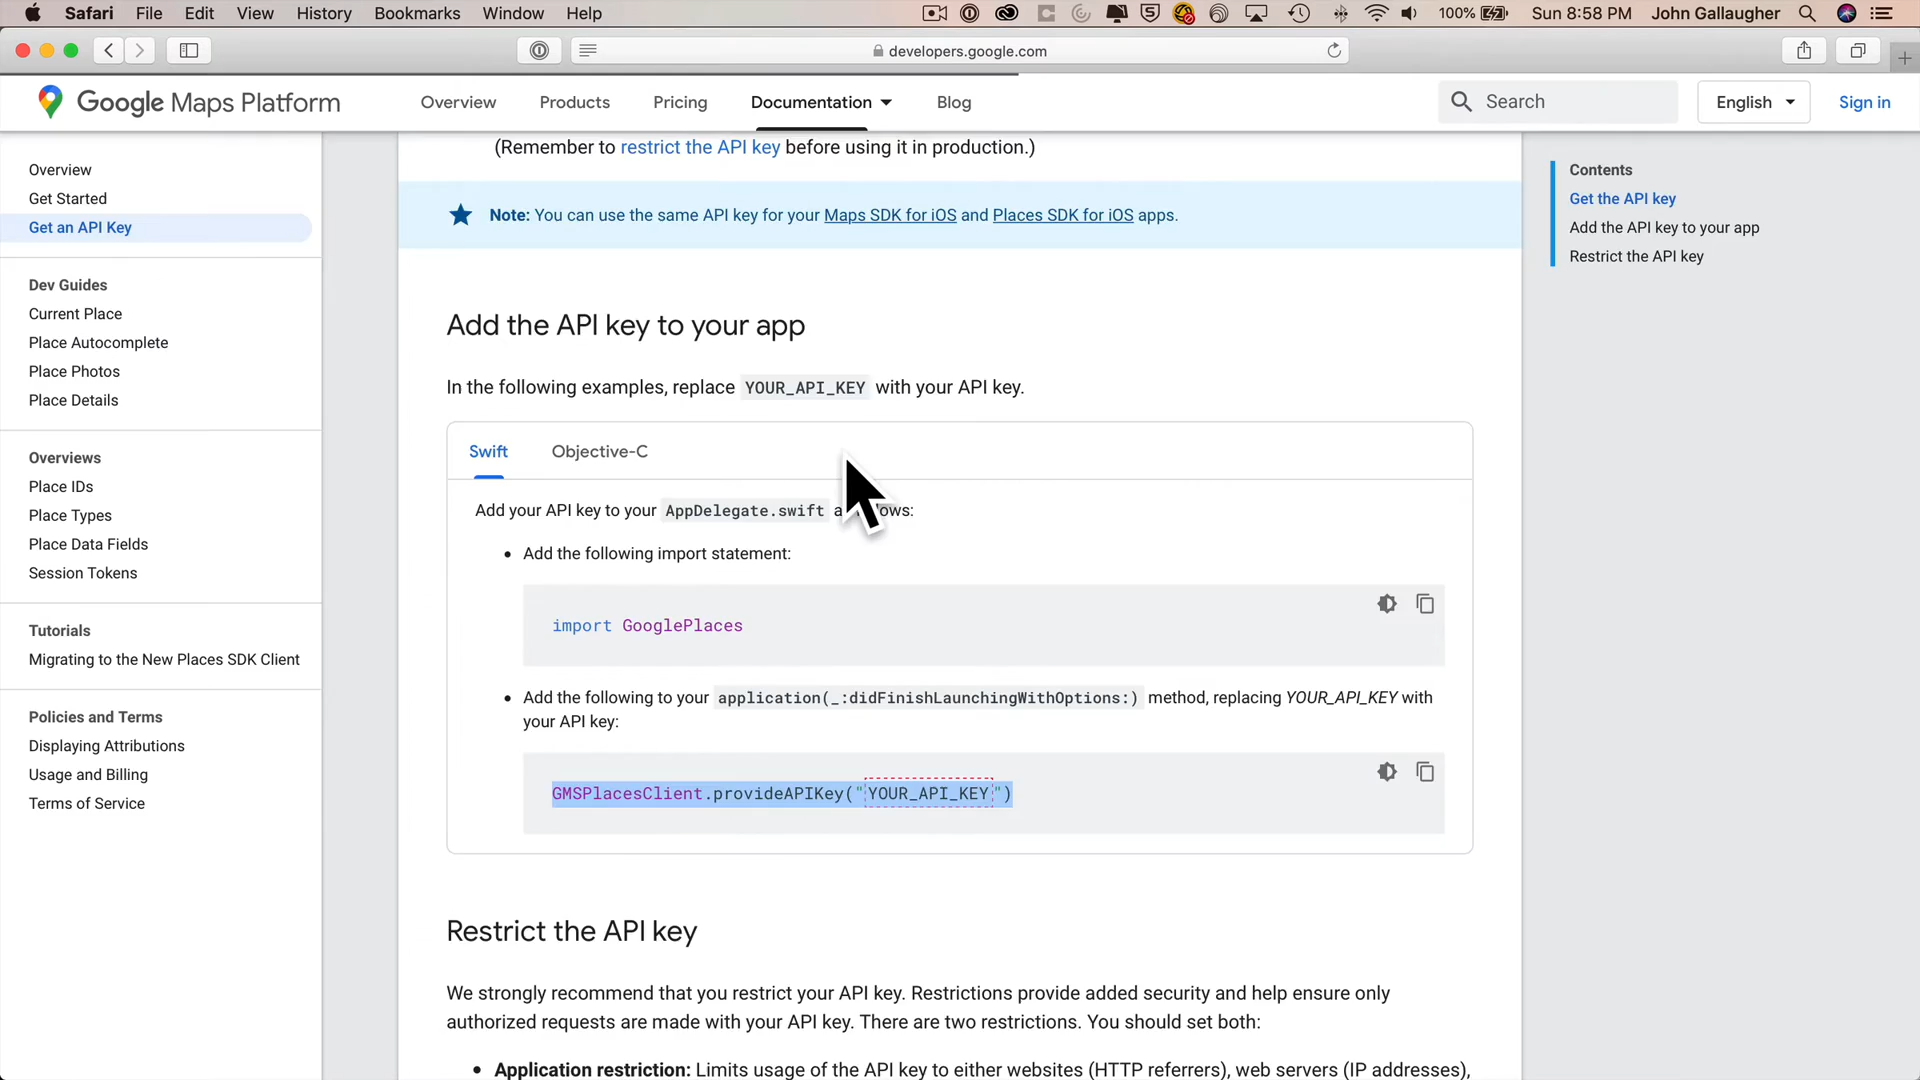 Safari File Edit View History Bookmarks Window Help 100% Sun 8:58 PM John Gallaugher
developers.google.com
Google Maps Platform Overview Products Pricing Documentation Blog Search English Sign in
Overview
Get Started
Get an API Key
Dev Guides
Current Place
Place Autocomplete
Place Photos
Place Details
Overviews
Place IDs
Place Types
Place Data Fields
Session Tokens
Tutorials
Migrating to the New Places SDK Client
Policies and Terms
Displaying Attributions
Usage and Billing
Terms of Service
(Remember to restrict the API key before using it in production.)
Note: You can use the same API key for your Maps SDK for iOS and Places SDK for iOS apps.
Add the API key to your app
In the following examples, replace YOUR_API_KEY with your API key.
Swift Objective-C
Add your API key to your AppDelegate.swift
Add the following import statement:
import GooglePlaces
Add the following to your application(_:didFinishLaunchingWithOptions:) method, replacing YOUR_API_KEY with
your API key:
GMSPlacesClient.provideAPIKey("YOUR_API_KEY")
Restrict the API key
We strongly recommend that you restrict your API key. Restrictions provide added security and help ensure only
authorized requests are made with your API key. There are two restrictions. You should set both:
Application restriction: Limits usage of the API key to either websites (HTTP referrers), web servers (IP addresses),
Contents
Get the API key
Add the API key to your app
Restrict the API key